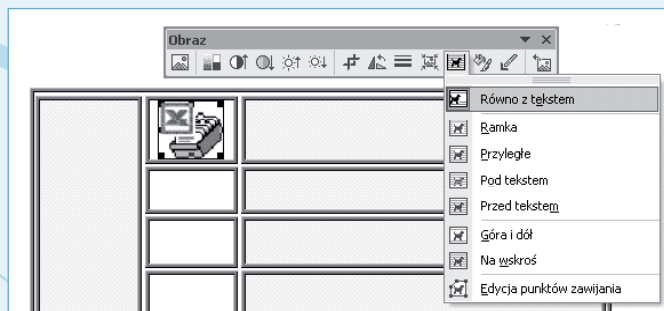 Obraz
Równo z tekstem
Ramka
Przyległe
Pod tekstem
Przed tekstem
Góra i dół
Na wskroś
Edycja punktów zawijania